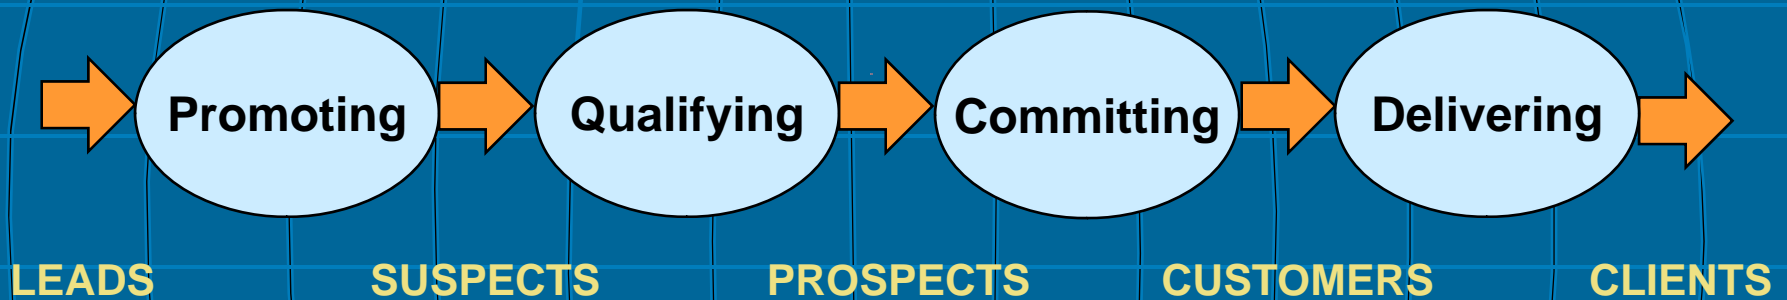 Promoting Qualifying Committing Delivering
LEADS SUSPECTS PROSPECTS CUSTOMERS CLIENTS